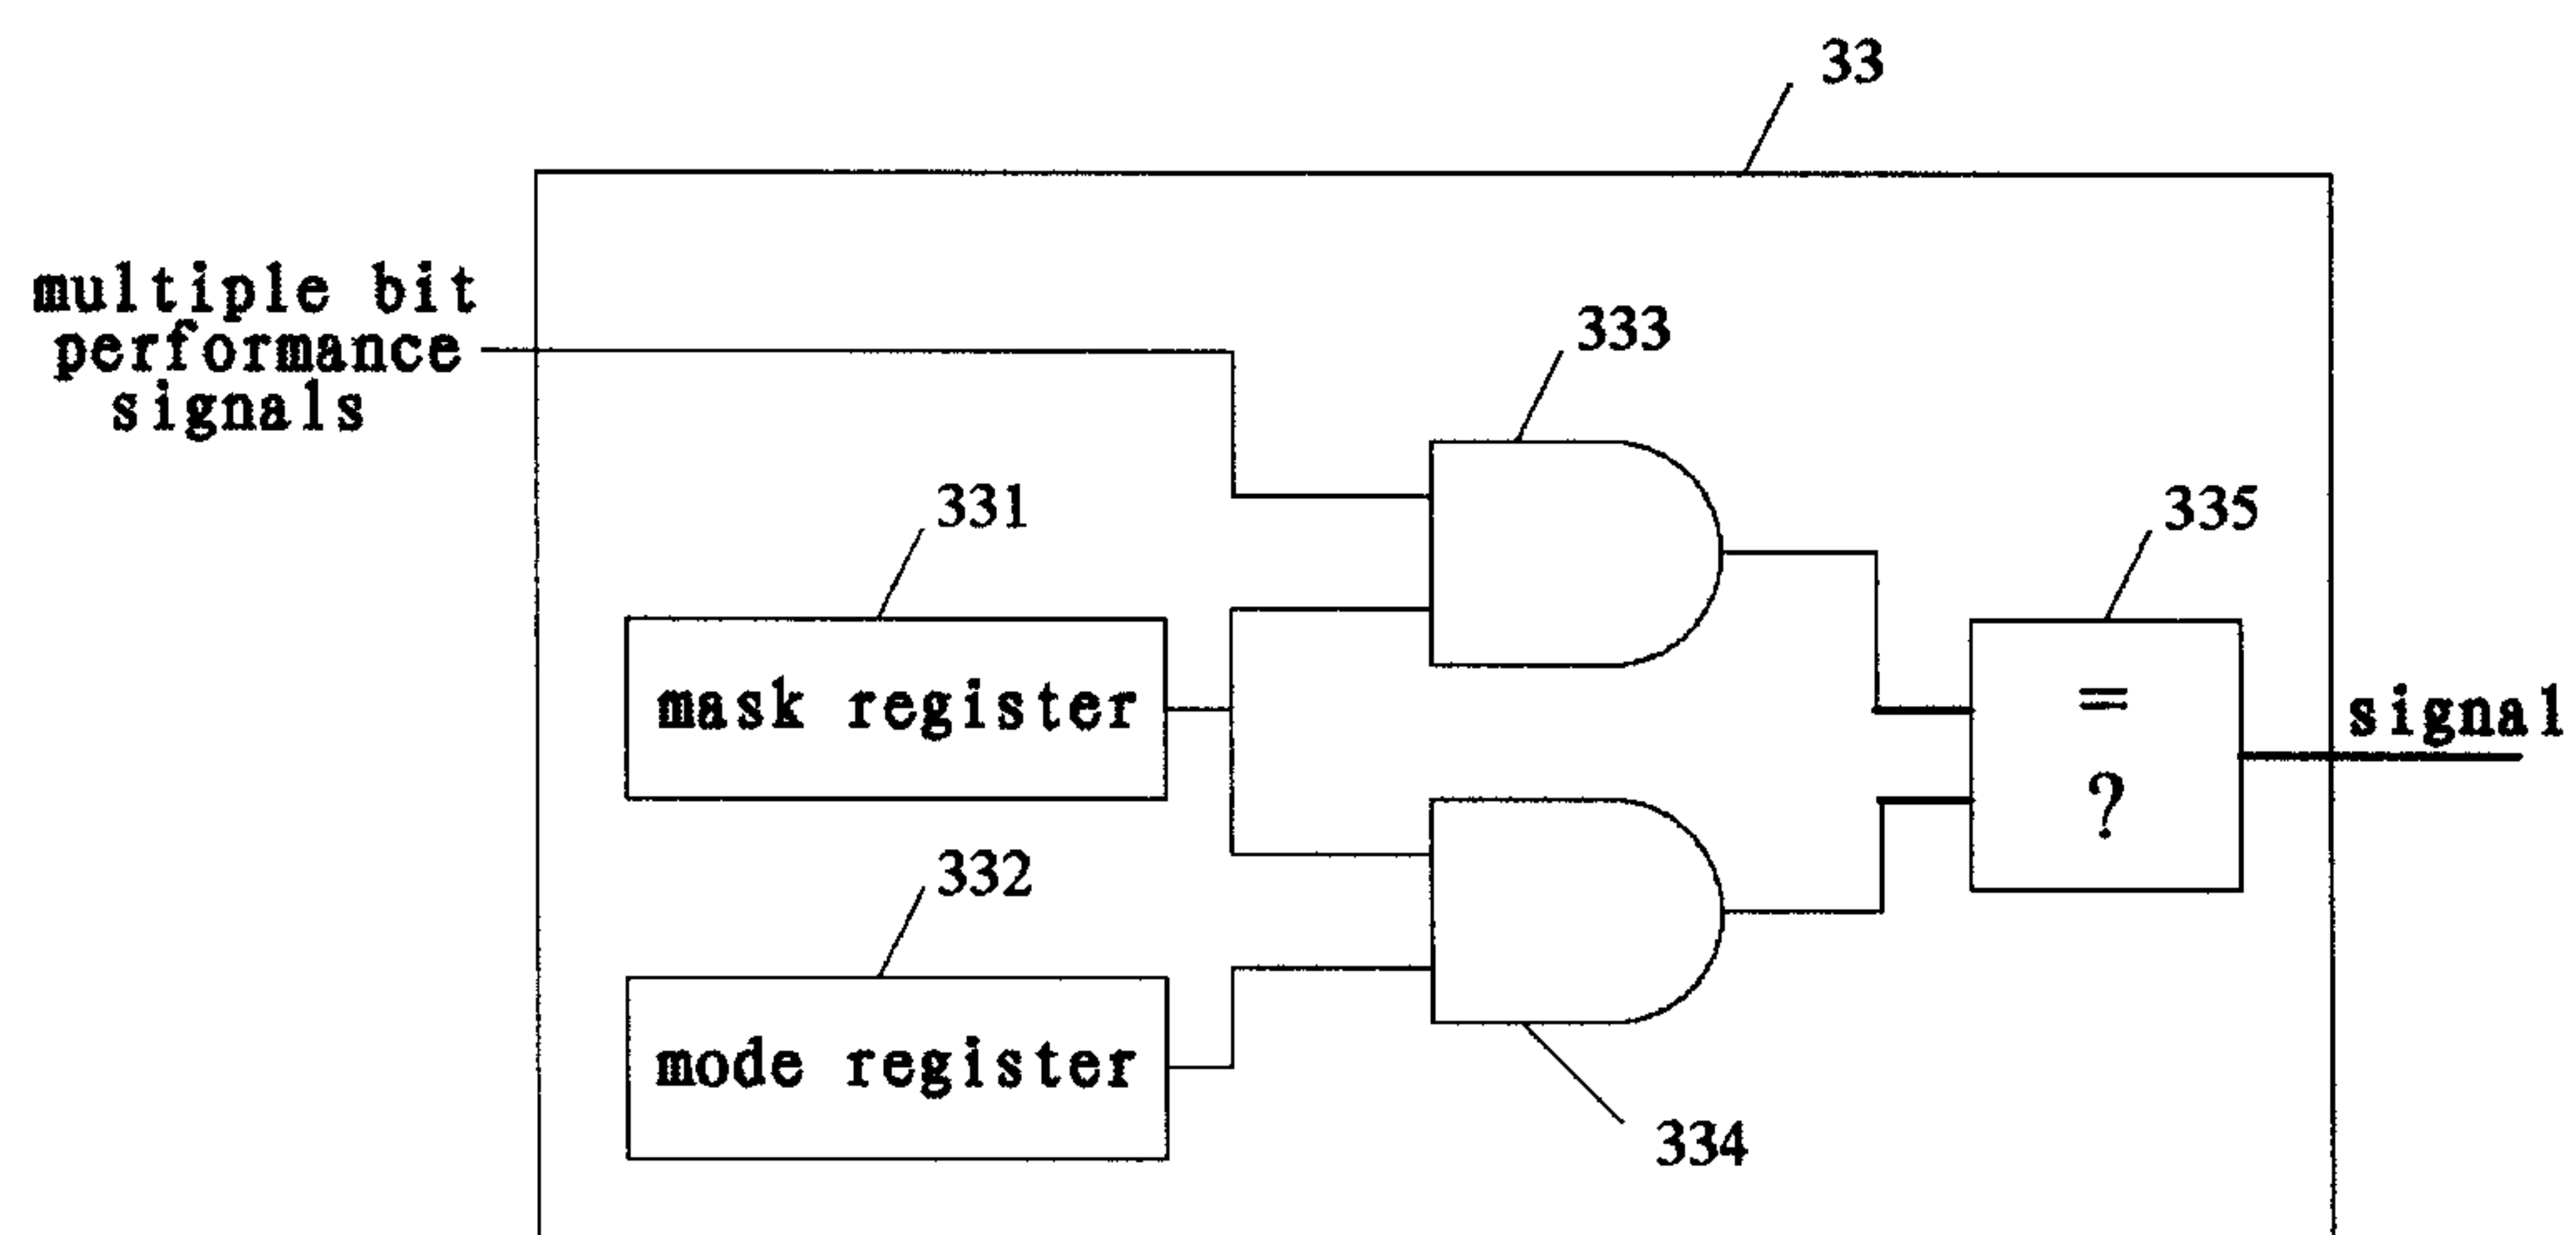 33
multiple bit
performance
signals
333
331
335
mask register
=
?
signal
332
mode register
334